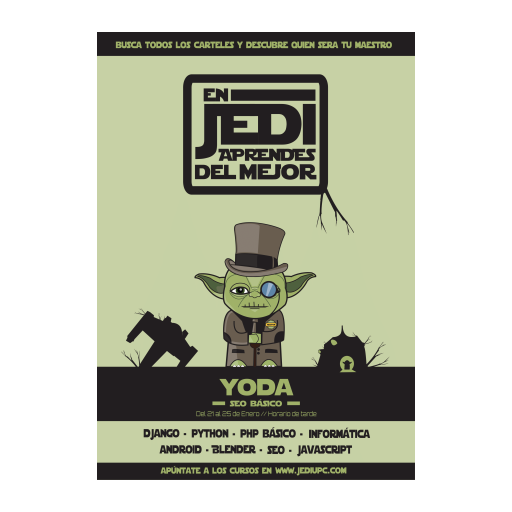 BUSCA TODOS LOS CARTELES Y DESCUBRE QUIEN SERA TU MAESTRO
EN
JEDI
APRENDES
DEL MEJOR
YODA
SEO BÁSICO
Del 21 al 25 de Enero // Horario de tarde
DJANGO · PYTHON · PHP BÁSICO · INFORMÁTICA
ANDROID · BLENDER · SEO · JAVASCRIPT
APÚNTATE A LOS CURSOS EN WWW.JEDIUPC.COM